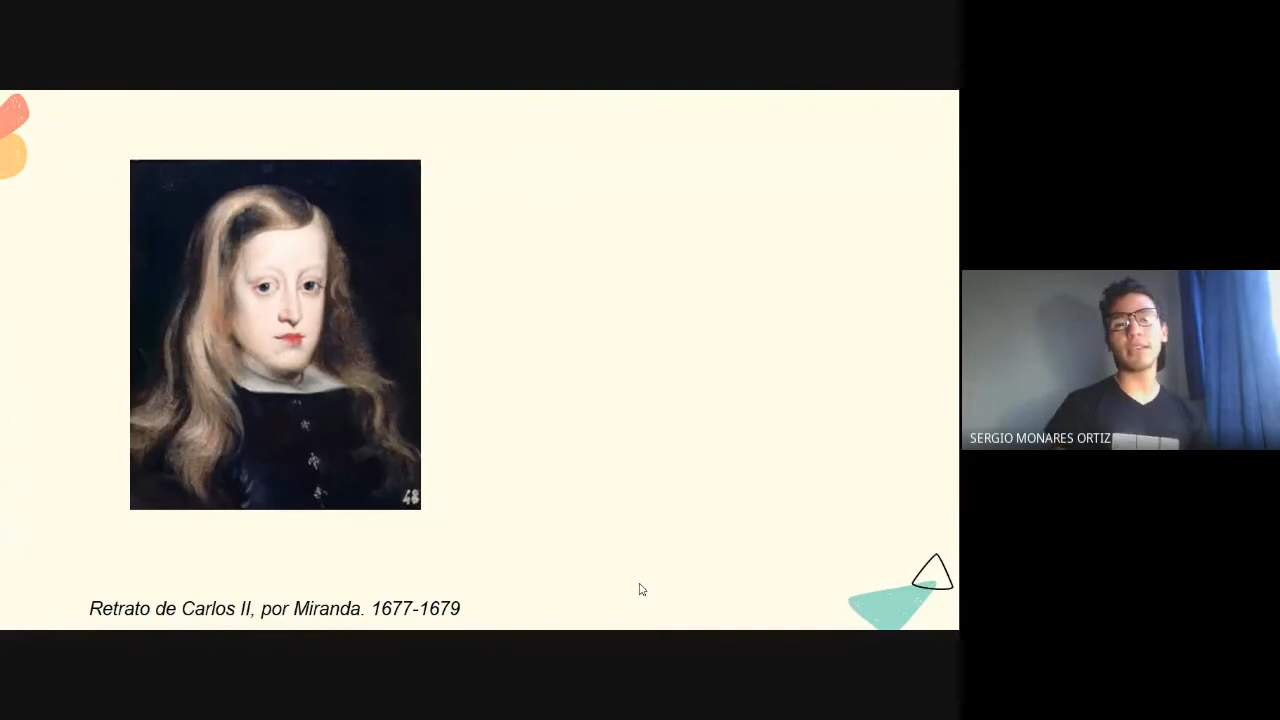 48
Retrato de Carlos II, por Miranda. 1677-1679
SERGIO MONARES ORTIZ